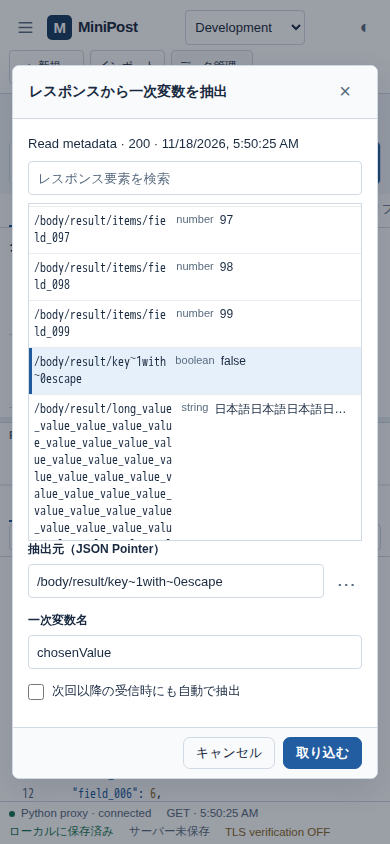 M MiniPost Development
レスポンスから一次変数を抽出 ×
Read metadata · 200 · 11/18/2026, 5:50:25 AM
レスポンス要素を検索
/body/result/items/fie number 97
ld_097
/body/result/items/fie number 98
ld_098
/body/result/items/fie number 99
ld_099
/body/result/key~1with boolean false
~0escape
/body/result/long_value string 日本語日本語日本語日…
_value_value_value_valu
e_value_value_value_val
ue_value_value_value_va
lue_value_value_value_v
alue_value_value_value_
value_value_value_value
_value_value_value_valu
抽出元（JSON Pointer）
/body/result/key~1with~0escape ...
一次変数名
chosenValue
次回以降の受信時にも自動で抽出
キャンセル 取り込む
12 "field_006": 6,
Python proxy · connected GET · 5:50:25 AM
ローカルに保存済み サーバー未保存 TLS verification OFF